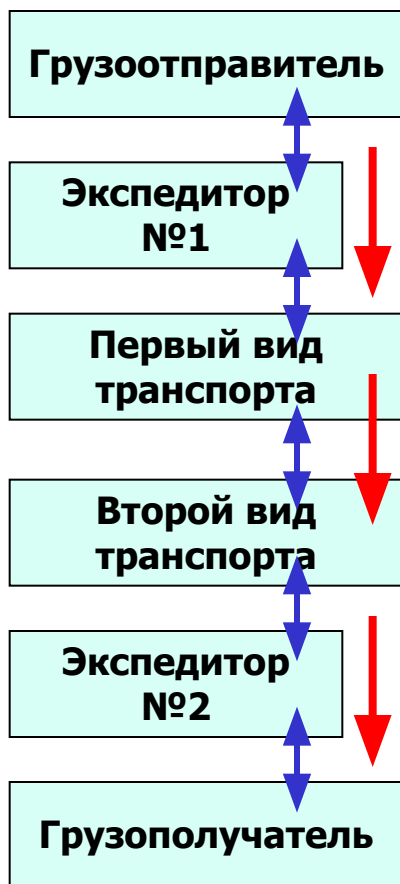 Грузоотправитель
Экспедитор
№1
Первый вид
транспорта
Второй вид
транспорта
Экспедитор
№2
Грузополучатель